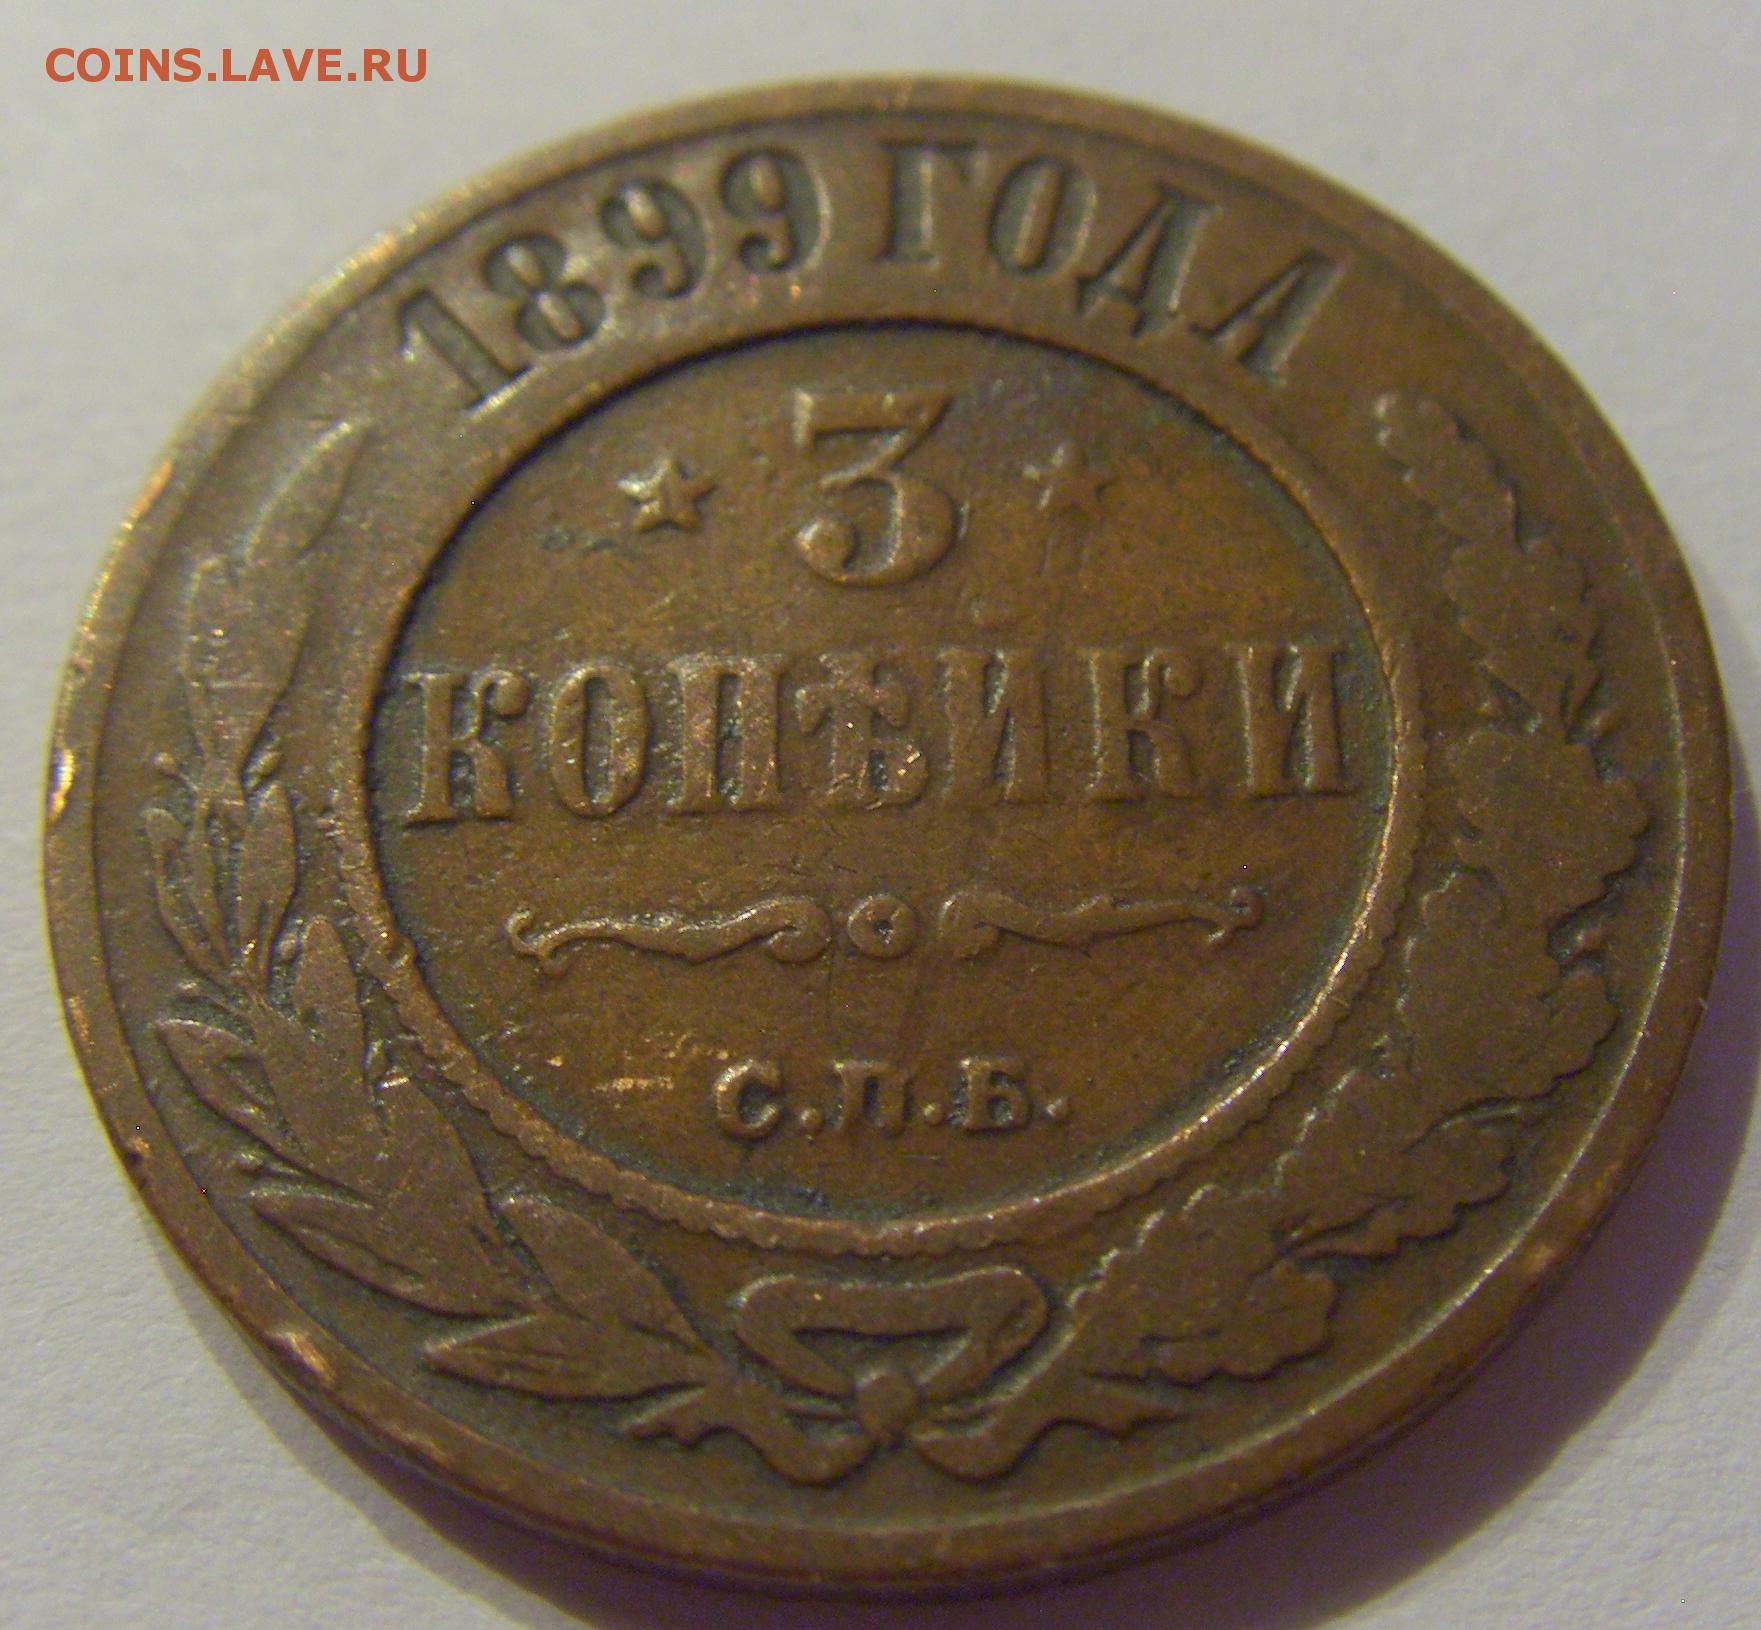 COINS.LAVE.RU
1899 ГОДА
3
КОПѢЙКИ
С.П.Б.